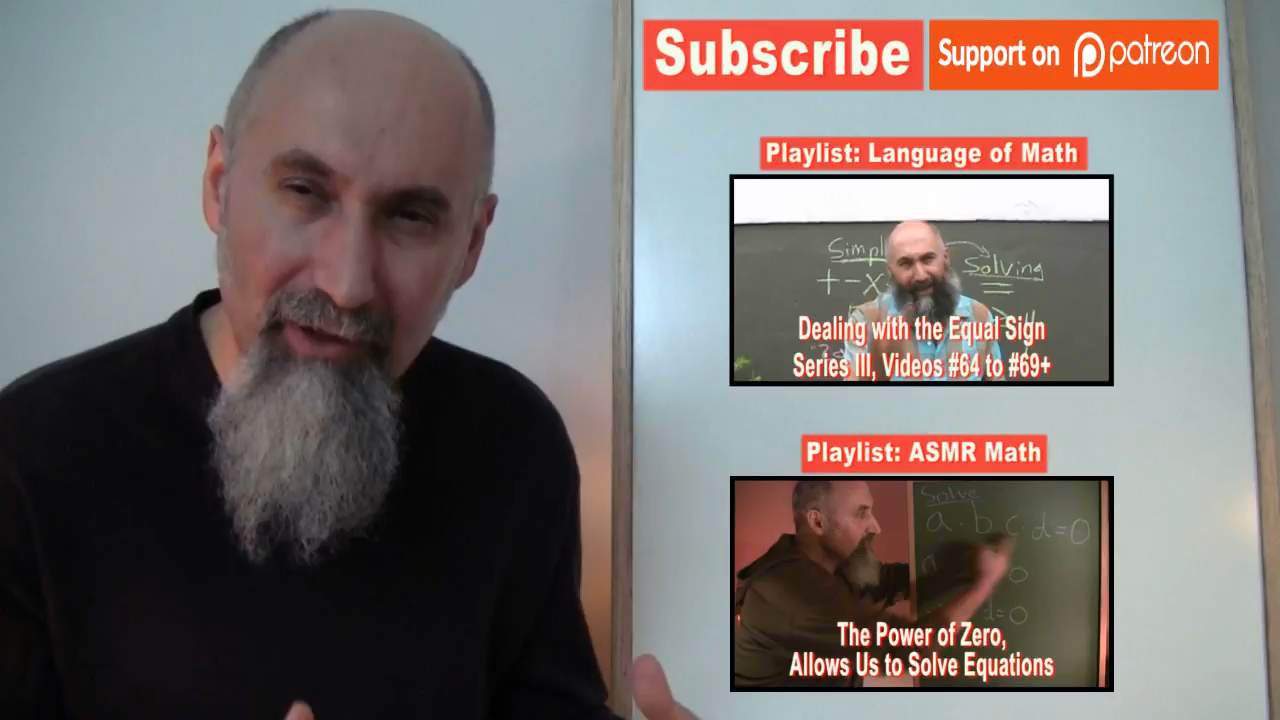 Subscribe
Support on patreon
Playlist: Language of Math
Solving
+ - x
=
Dealing with the Equal Sign
Series III, Videos #64 to #69+
Playlist: ASMR Math
Solve
a · b · c · d = 0
= 0
The Power of Zero,
Allows Us to Solve Equations